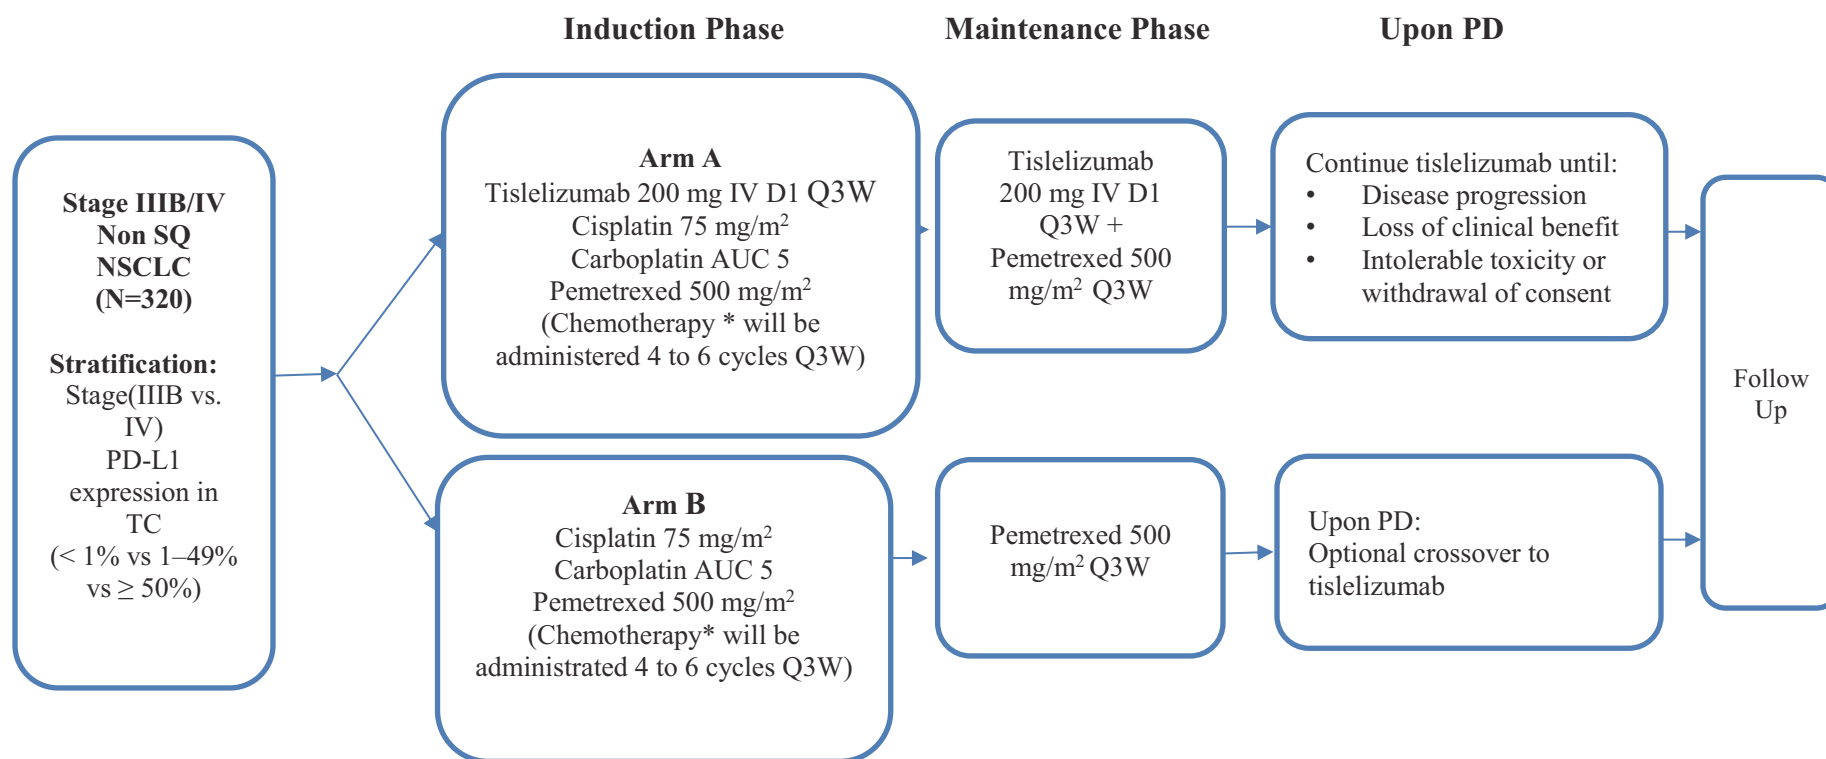 Induction Phase
Maintenance Phase
Upon PD
Stage IIIB/IV
Non SQ
NSCLC
(N=320)
Stratification:
Stage(IIIB vs.
IV)
PD-L1
expression in
TC
(< 1% vs 1–49%
vs ≥ 50%)
Arm A
Tislelizumab 200 mg IV D1 Q3W
Cisplatin 75 mg/m²
Carboplatin AUC 5
Pemetrexed 500 mg/m²
(Chemotherapy * will be
administered 4 to 6 cycles Q3W)
Tislelizumab
200 mg IV D1
Q3W +
Pemetrexed 500
mg/m² Q3W
Continue tislelizumab until:
• Disease progression
• Loss of clinical benefit
• Intolerable toxicity or
withdrawal of consent
Arm B
Cisplatin 75 mg/m²
Carboplatin AUC 5
Pemetrexed 500 mg/m²
(Chemotherapy* will be
administrated 4 to 6 cycles Q3W)
Pemetrexed 500
mg/m² Q3W
Upon PD:
Optional crossover to
tislelizumab
Follow
Up